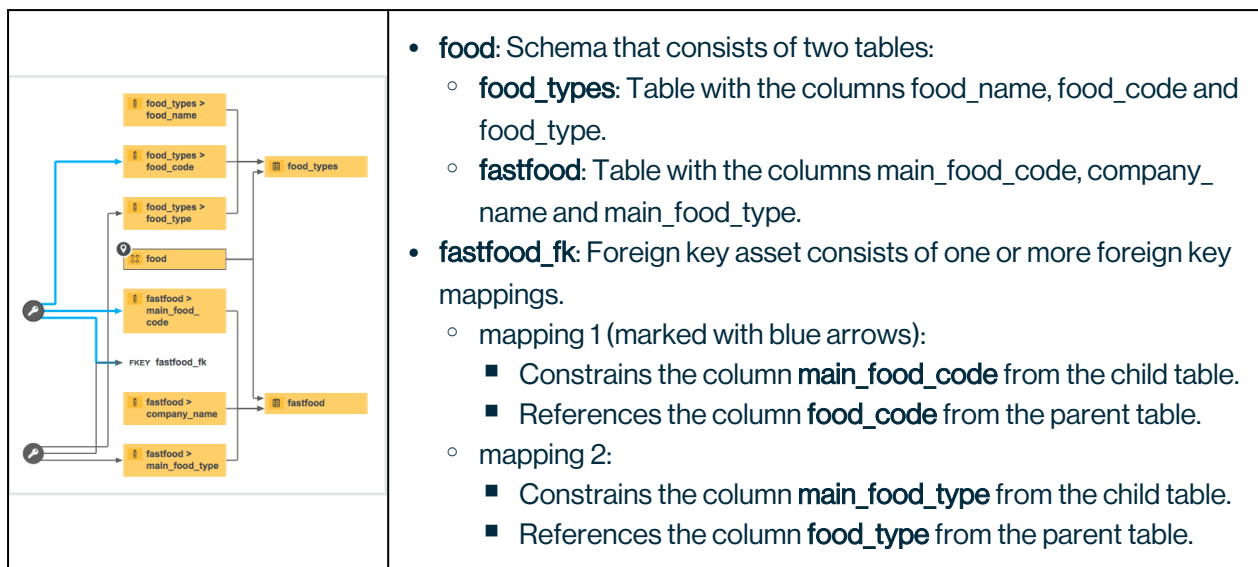 food_types >
food_name
food_types >
food_code
food_types
food_types >
food_type
food
fastfood >
main_food_
code
FKEY fastfood_fk
fastfood >
company_name
fastfood
fastfood >
main_food_type
• food: Schema that consists of two tables:
○ food_types: Table with the columns food_name, food_code and
food_type.
○ fastfood: Table with the columns main_food_code, company_
name and main_food_type.
• fastfood_fk: Foreign key asset consists of one or more foreign key
mappings.
○ mapping 1 (marked with blue arrows):
■ Constrains the column main_food_code from the child table.
■ References the column food_code from the parent table.
○ mapping 2:
■ Constrains the column main_food_type from the child table.
■ References the column food_type from the parent table.